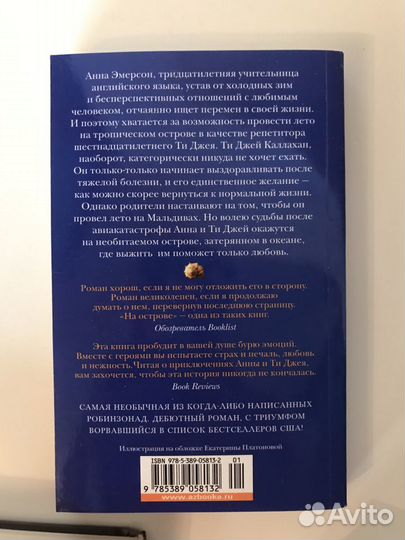 Анна Эмерсон, тридцатилетняя учительница
английского языка, устав от холодных зим
и бесперспективных отношений с любимым
человеком, отчаянно ищет перемен в своей жизни.
И поэтому хватается за возможность провести лето
на тропическом острове в качестве репетитора
шестнадцатилетнего Ти Джея. Ти Джей Каллахан,
наоборот, категорически никуда не хочет ехать.
Он только-только начинает выздоравливать после
тяжелой болезни, и его единственное желание –
как можно скорее вернуться к нормальной жизни.
Однако родители настаивают на том, чтобы он
провел лето на Мальдивах. Но волею судьбы после
авиакатастрофы Анна и Ти Джей окажутся
на необитаемом острове, затерянном в океане,
где выжить им поможет только любовь.
Роман хорош, если я не могу отложить его в сторону.
Роман великолепен, если я продолжаю
думать о нем, перевернув последнюю страницу.
«На острове» – одна из таких книг.
Обозреватель Booklist
Эта книга пробудит в вашей душе бурю эмоций.
Вместе с героями вы испытаете страх и печаль, любовь
и нежность.Читая о приключениях Анны и Ти Джея,
вам захочется, чтобы эта история никогда не кончалась.
Book Reviews
САМАЯ НЕОБЫЧНАЯ ИЗ КОГДА-ЛИБО НАПИСАННЫХ
РОБИНЗОНАД. ДЕБЮТНЫЙ РОМАН, С ТРИУМФОМ
ВОРВАВШИЙСЯ В СПИСОК БЕСТСЕЛЛЕРОВ США!
Иллюстрация на обложке Екатерины Платоновой
ISBN 978-5-389-05813-2 01
9 785389 058132
www.azbooka.ru
Avito